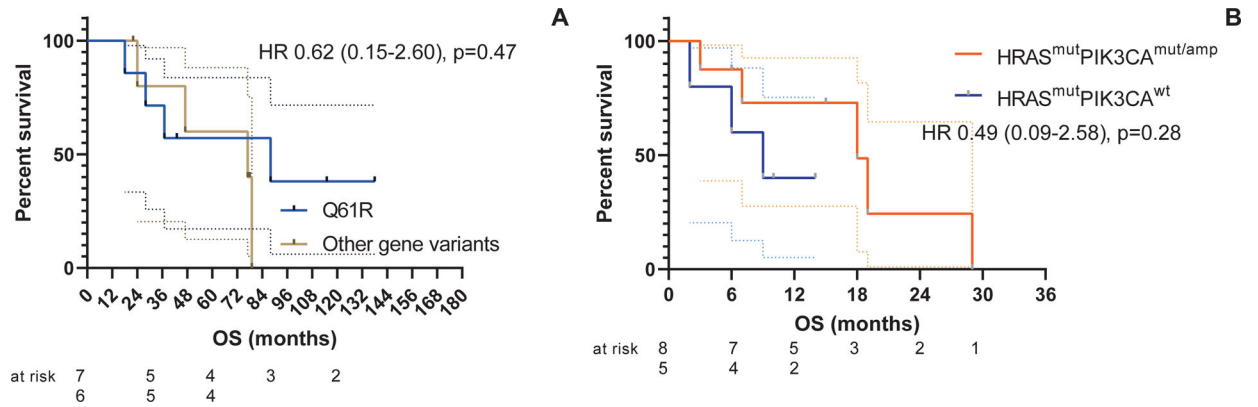 A
HR 0.62 (0.15-2.60), p=0.47
Percent survival
100
50
0
Q61R
Other gene variants
0 12 24 36 48 60 72 84 96 108 120 132 144 156 168 180
OS (months)
at risk 7 5 4 3 2
6 5 4
B
HRASmutPIK3CAmut/amp
HRASmutPIK3CAwt
HR 0.49 (0.09-2.58), p=0.28
Percent survival
100
50
0
0 6 12 18 24 30 36
OS (months)
at risk 8 7 5 3 2 1
5 4 2